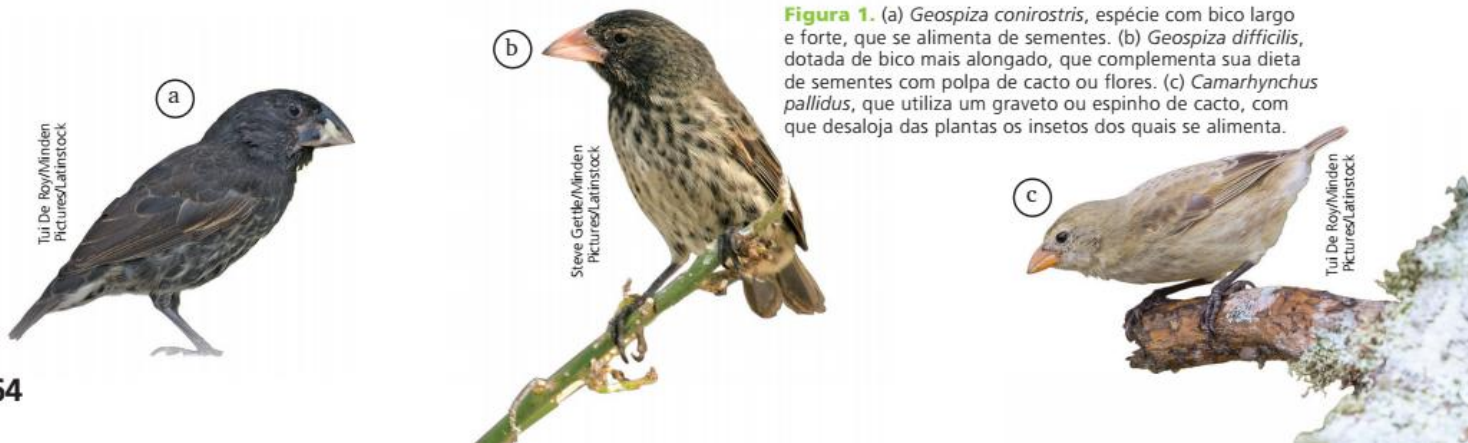 Figura 1. (a) Geospiza conirostris, espécie com bico largo
e forte, que se alimenta de sementes. (b) Geospiza difficilis,
dotada de bico mais alongado, que complementa sua dieta
de sementes com polpa de cacto ou flores. (c) Camarhynchus
pallidus, que utiliza um graveto ou espinho de cacto, com
que desaloja das plantas os insetos dos quais se alimenta.
a
Tui De Roy/Minden
Pictures/Latinstock
b
Steve Gettle/Minden
Pictures/Latinstock
c
Tui De Roy/Minden
Pictures/Latinstock
64